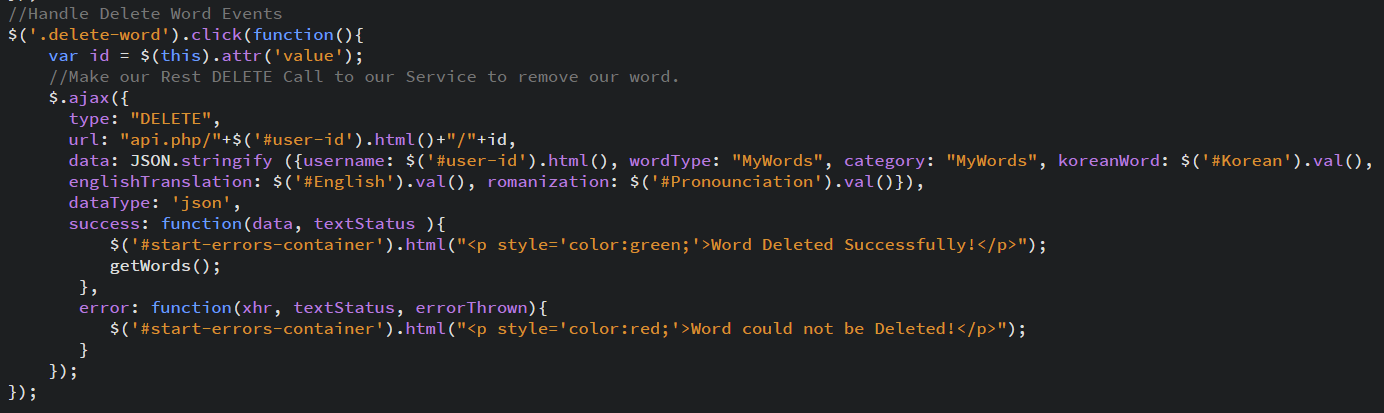 //Handle Delete Word Events
$('.delete-word').click(function(){
var id = $(this).attr('value');
//Make our Rest DELETE Call to our Service to remove our word.
$.ajax({
type: "DELETE",
url: "api.php/"+$('#user-id').html()+"/"+id,
data: JSON.stringify ({username: $('#user-id').html(), wordType: "MyWords", category: "MyWords", koreanWord: $('#Korean').val(),
englishTranslation: $('#English').val(), romanization: $('#Pronounciation').val()}),
dataType: 'json',
success: function(data, textStatus ){
$('#start-errors-container').html("<p style='color:green;'>Word Deleted Successfully!</p>");
getWords();
},
error: function(xhr, textStatus, errorThrown){
$('#start-errors-container').html("<p style='color:red;'>Word could not be Deleted!</p>");
}
});
});